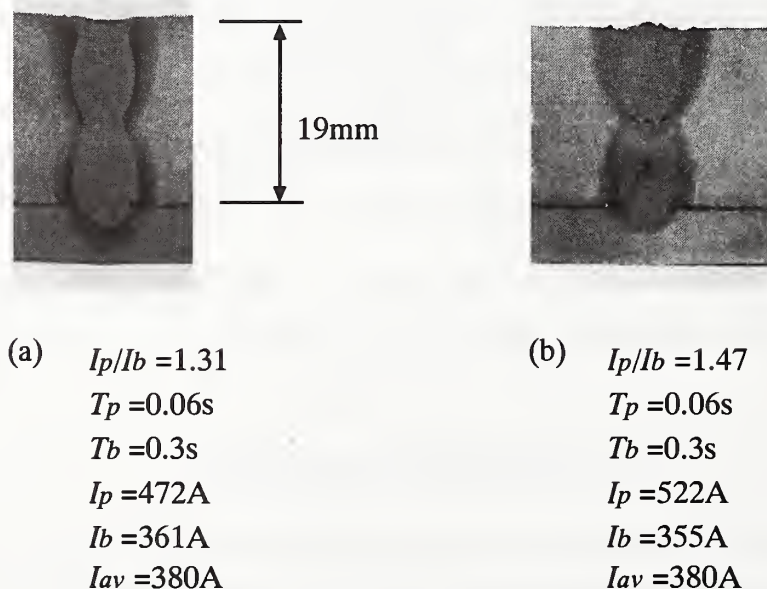 19mm
(a)
Ip/Ib =1.31
Tp =0.06s
Tb =0.3s
Ip =472A
Ib =361A
Iav =380A
(b)
Ip/Ib =1.47
Tp =0.06s
Tb =0.3s
Ip =522A
Ib =355A
Iav =380A